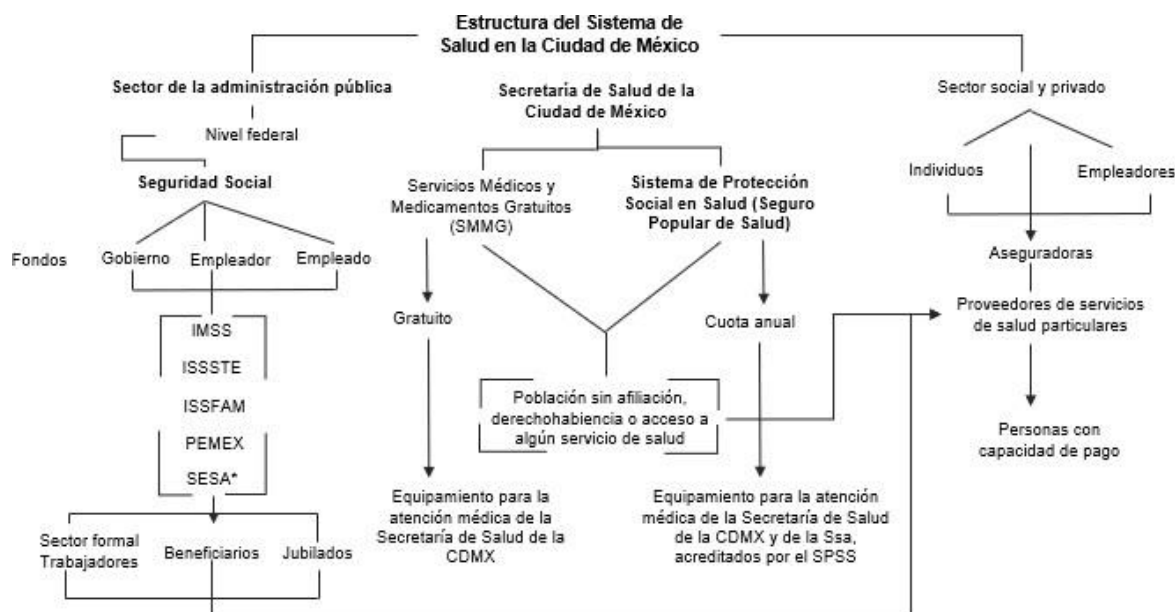 Estructura del Sistema de
Salud en la Ciudad de México
Sector de la administración pública
Nivel federal
Seguridad Social
Fondos
Gobierno
Empleador
Empleado
IMSS
ISSSTE
ISSFAM
PEMEX
SESA*
Sector formal
Trabajadores
Beneficiarios
Jubilados
Secretaría de Salud de la
Ciudad de México
Servicios Médicos y
Medicamentos Gratuitos
(SMMG)
Sistema de Protección
Social en Salud (Seguro
Popular de Salud)
Gratuito
Cuota anual
Población sin afiliación,
derechohabiencia o acceso a
algún servicio de salud
Equipamiento para la
atención médica de la
Secretaría de Salud de la
CDMX
Equipamiento para la atención
médica de la Secretaría de Salud
de la CDMX y de la Ssa,
acreditados por el SPSS
Sector social y privado
Individuos
Empleadores
Aseguradoras
Proveedores de servicios
de salud particulares
Personas con
capacidad de pago